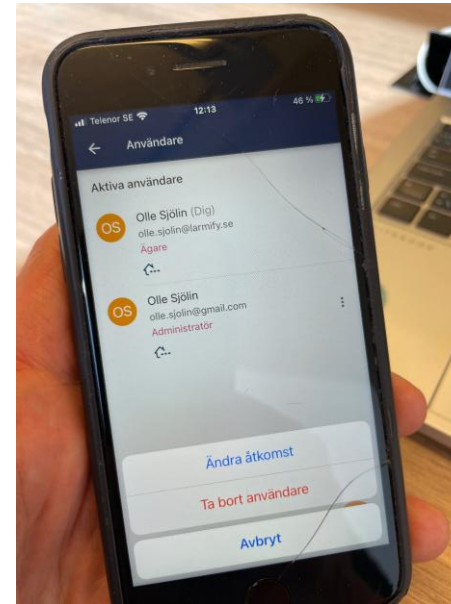 Telenor SE
12:13
46 %
Användare
Aktiva användare
OS
Olle Sjölin (Dig)
olle.sjolin@larmify.se
Ägare
...
OS
Olle Sjölin
olle.sjolin@gmail.com
Administratör
...
Ändra åtkomst
Ta bort användare
Avbryt